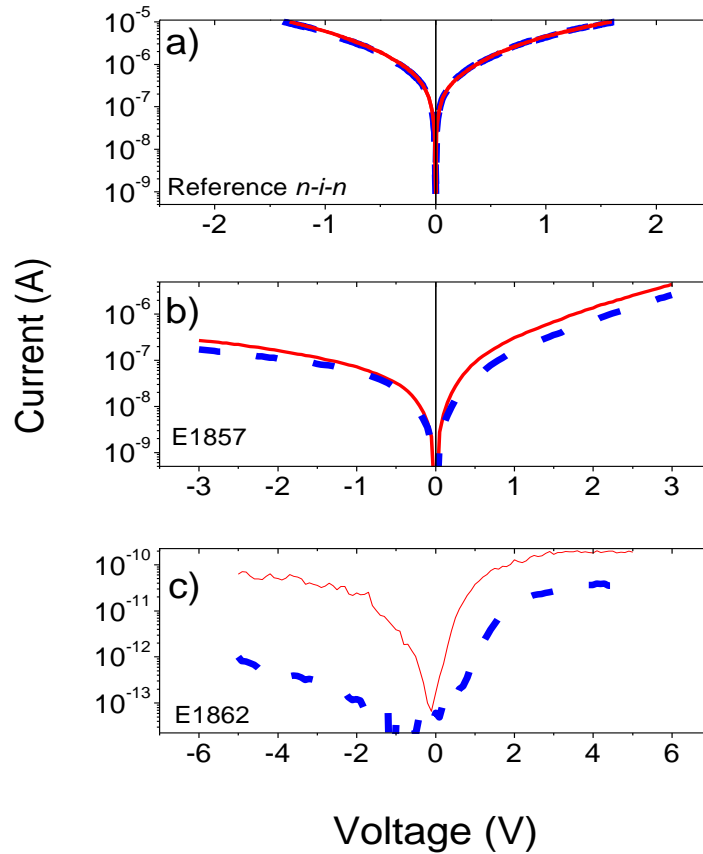 Current (A)
a)
10⁻⁵
10⁻⁶
10⁻⁷
10⁻⁸
10⁻⁹
Reference n-i-n
-2 -1 0 1 2
b)
10⁻⁶
10⁻⁷
10⁻⁸
10⁻⁹
E1857
-3 -2 -1 0 1 2 3
c)
10⁻¹⁰
10⁻¹¹
10⁻¹²
10⁻¹³
E1862
-6 -4 -2 0 2 4 6
Voltage (V)